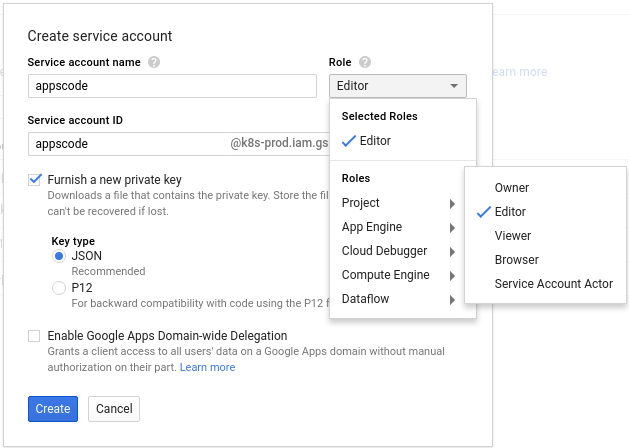 Create service account
Service account name
Role
appscode
Editor
earn more
Selected Roles
Editor
Service account ID
appscode
@k8s-prod.iam.gs
Roles
Project
App Engine
Cloud Debugger
Compute Engine
Dataflow
Owner
Editor
Viewer
Browser
Service Account Actor
Furnish a new private key
Downloads a file that contains the private key. Store the fil
can't be recovered if lost.
Key type
JSON
Recommended
P12
For backward compatibility with code using the P12 f
Enable Google Apps Domain-wide Delegation
Grants a client access to all users' data on a Google Apps domain without manual
authorization on their part. Learn more
Create
Cancel